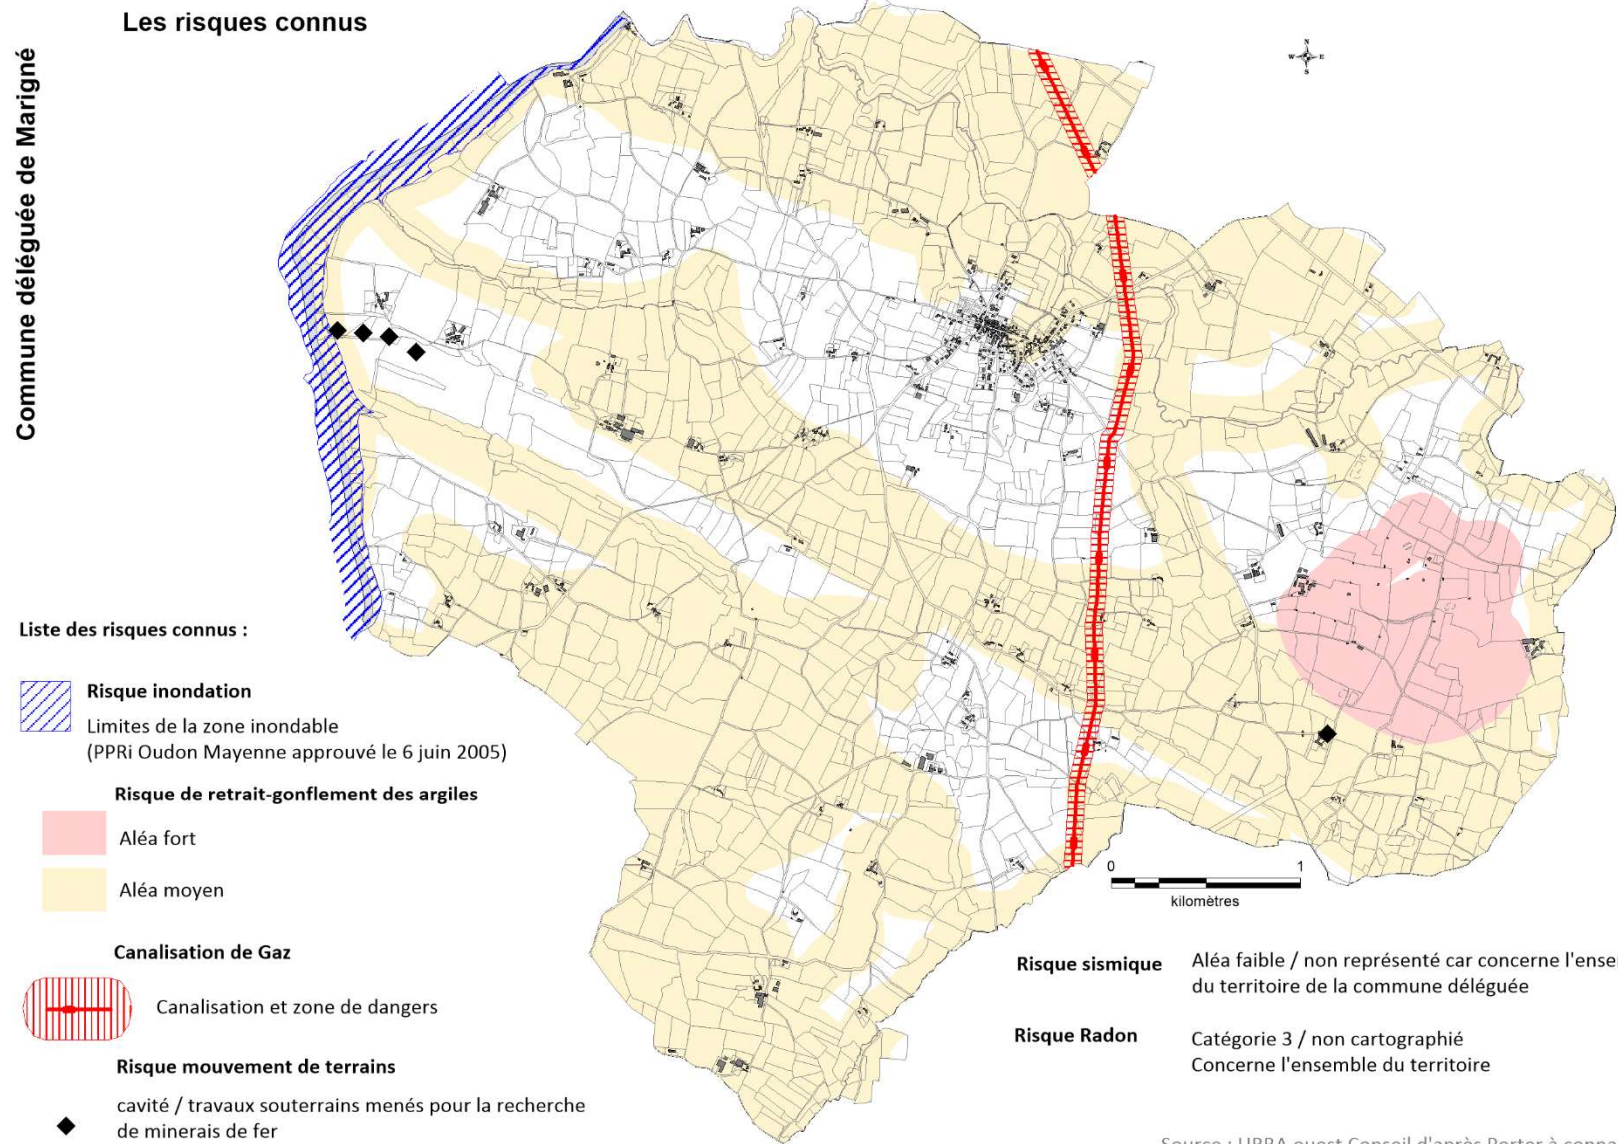 Les risques connus
Commune déléguée de Marigné
N
W E
S
Liste des risques connus :
Risque inondation
Limites de la zone inondable
(PPRi Oudon Mayenne approuvé le 6 juin 2005)
Risque de retrait-gonflement des argiles
Aléa fort
Aléa moyen
Canalisation de Gaz
Canalisation et zone de dangers
Risque mouvement de terrains
cavité / travaux souterrains menés pour la recherche
de minerais de fer
0 1
kilomètres
Risque sismique Aléa faible / non représenté car concerne l'ense
du territoire de la commune déléguée
Risque Radon Catégorie 3 / non cartographié
Concerne l'ensemble du territoire